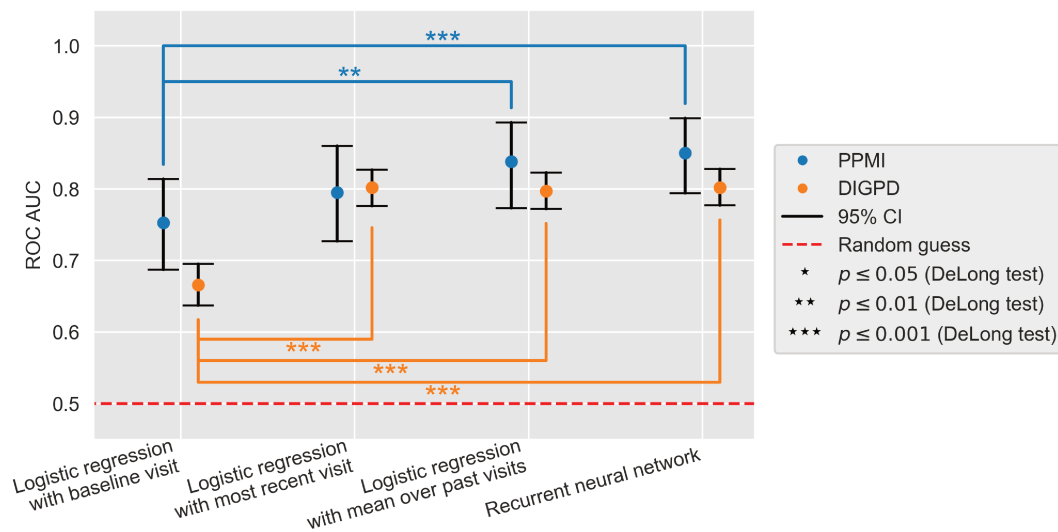 1.0
0.9
0.8
0.7
0.6
0.5
ROC AUC
***
**
***
***
***
Logistic regression
with baseline visit
Logistic regression
with most recent visit
Logistic regression
with mean over past visits
Recurrent neural network
PPMI
DIGPD
95% CI
Random guess
★ p ≤ 0.05 (DeLong test)
★★ p ≤ 0.01 (DeLong test)
★★★ p ≤ 0.001 (DeLong test)